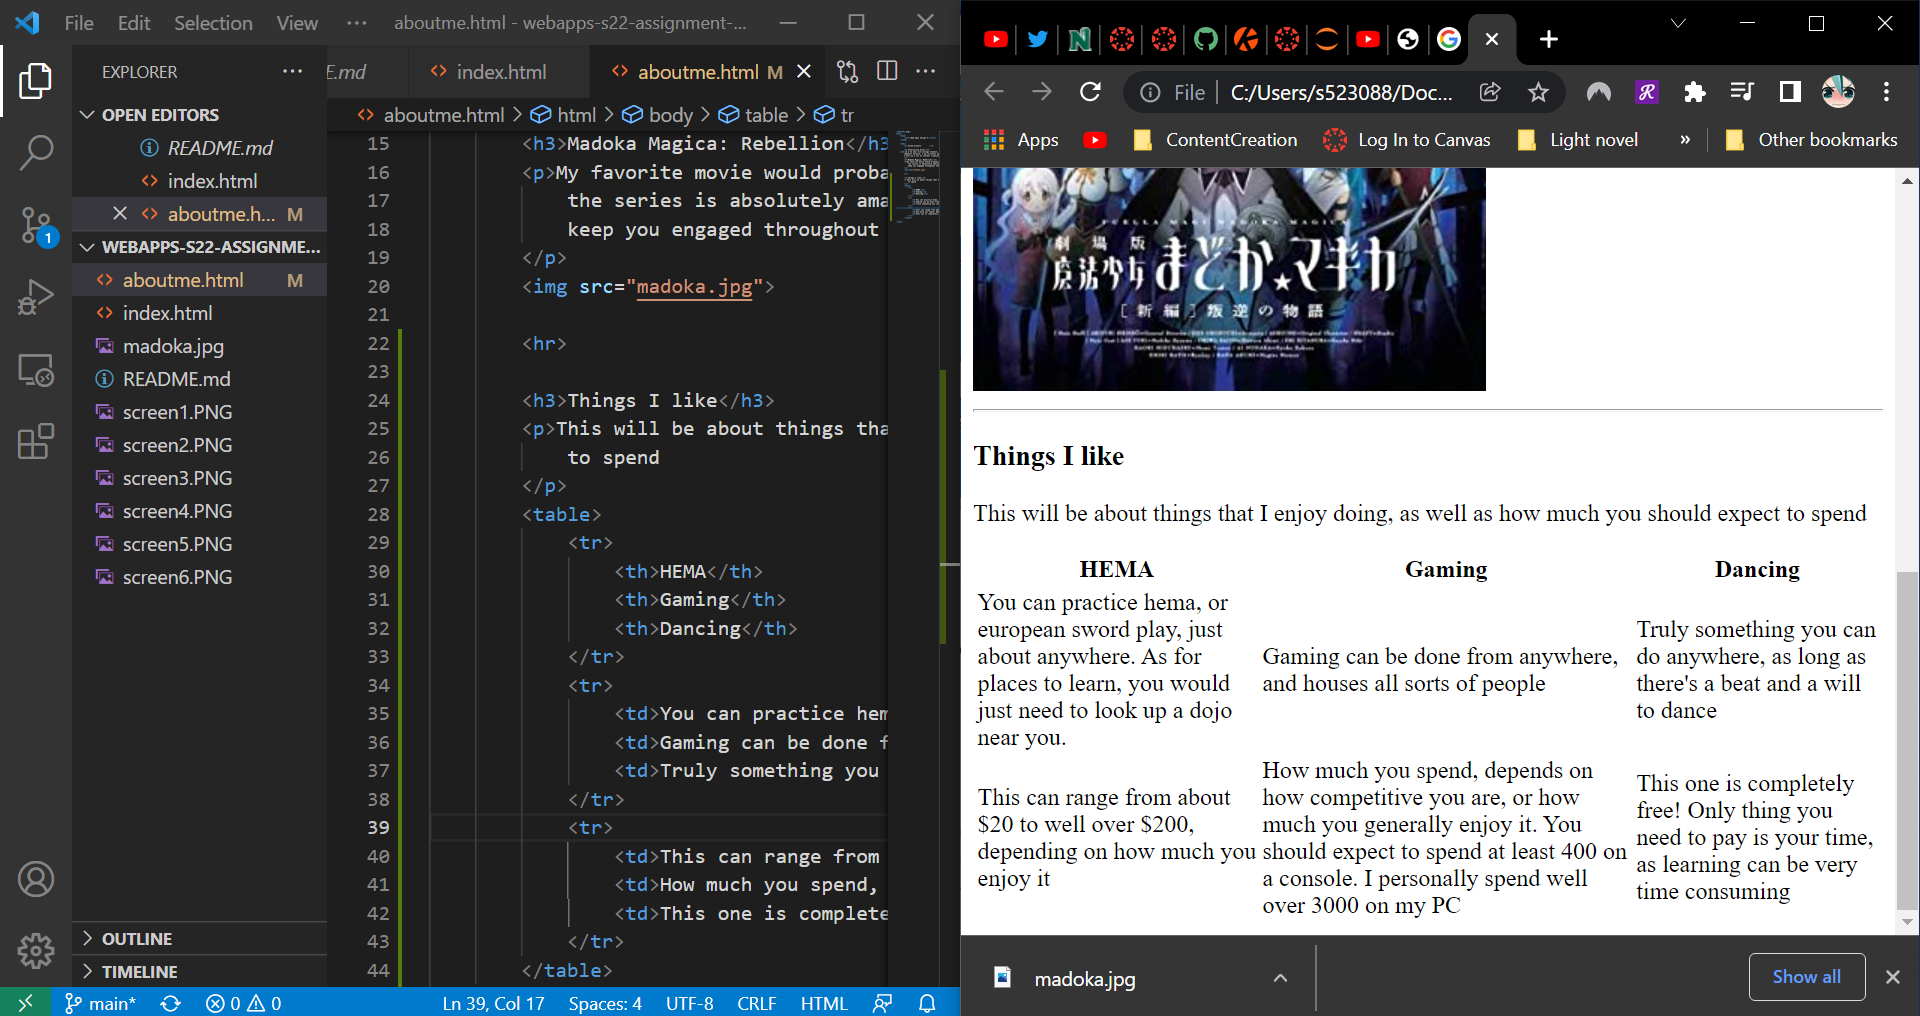 File Edit Selection View ··· aboutme.html - webapps-s22-assignment-...
EXPLORER ···
OPEN EDITORS
README.md
index.html
aboutme.h... M
WEBAPPS-S22-ASSIGNME...
aboutme.html M
index.html
madoka.jpg
README.md
screen1.PNG
screen2.PNG
screen3.PNG
screen4.PNG
screen5.PNG
screen6.PNG
OUTLINE
TIMELINE
1
E.md index.html aboutme.html M ···
aboutme.html > html > body > table > tr
15 <h3>Madoka Magica: Rebellion</h3
16 <p>My favorite movie would proba
17 the series is absolutely ama
18 keep you engaged throughout
19 </p>
20 <img src="madoka.jpg">
21
22 <hr>
23
24 <h3>Things I like</h3>
25 <p>This will be about things tha
26 to spend
27 </p>
28 <table>
29 <tr>
30 <th>HEMA</th>
31 <th>Gaming</th>
32 <th>Dancing</th>
33 </tr>
34 <tr>
35 <td>You can practice hem
36 <td>Gaming can be done f
37 <td>Truly something you
38 </tr>
39 <tr>
40 <td>This can range from
41 <td>How much you spend,
42 <td>This one is complete
43 </tr>
44 </table>
main* 0 0 Ln 39, Col 17 Spaces: 4 UTF-8 CRLF HTML
File C:/Users/s523088/Doc...
Apps ContentCreation Log In to Canvas Light novel » Other bookmarks
PUELLA MAGI MADOKA MAGICA
劇場版
魔法少女まどか★マギカ
[新編]叛逆の物語
Things I like
This will be about things that I enjoy doing, as well as how much you should expect to spend
HEMA Gaming Dancing
You can practice hema, or
european sword play, just
about anywhere. As for
places to learn, you would
just need to look up a dojo
near you.
Gaming can be done from anywhere,
and houses all sorts of people
Truly something you can
do anywhere, as long as
there's a beat and a will
to dance
This can range from about
$20 to well over $200,
depending on how much you
enjoy it
How much you spend, depends on
how competitive you are, or how
much you generally enjoy it. You
should expect to spend at least 400 on
a console. I personally spend well
over 3000 on my PC
This one is completely
free! Only thing you
need to pay is your time,
as learning can be very
time consuming
madoka.jpg Show all